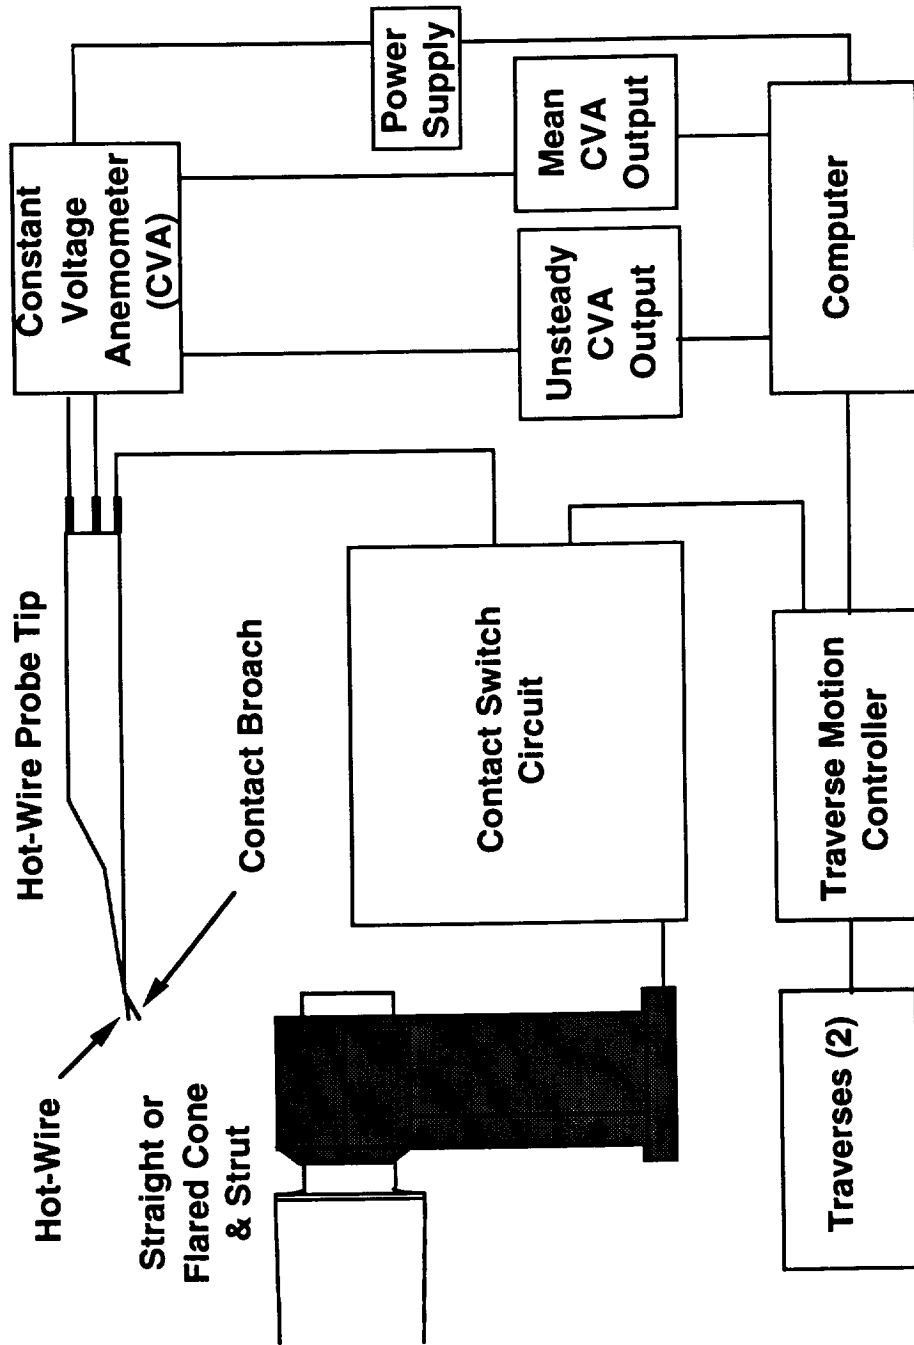 Hot-Wire Probe Tip
Hot-Wire
Contact Broach
Straight or
Flared Cone
& Strut
Constant
Voltage
Anemometer
(CVA)
Power
Supply
Unsteady
CVA
Output
Mean
CVA
Output
Contact Switch
Circuit
Traverses (2)
Traverse Motion
Controller
Computer